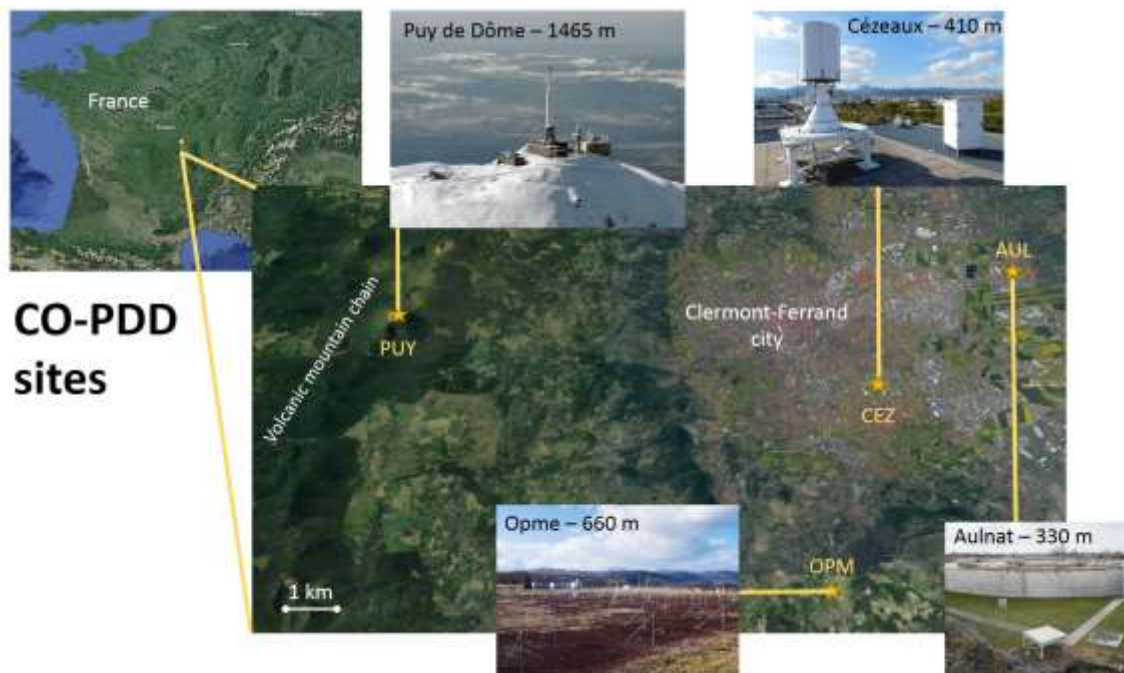 Puy de Dôme – 1465 m
Cézeaux – 410 m
France
CO-PDD
sites
Volcanic mountain chain
PUY
Clermont-Ferrand
city
AUL
CEZ
Opme – 660 m
OPM
Aulnat – 330 m
1 km